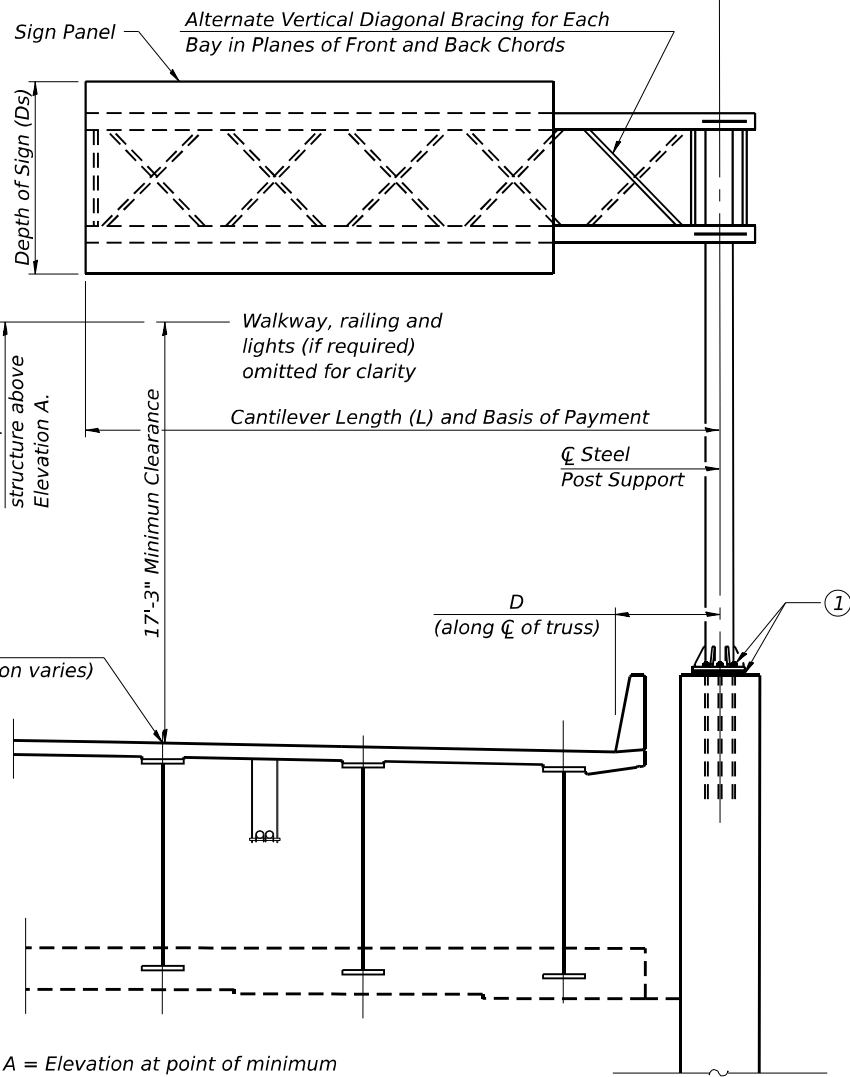 Sign Panel
Alternate Vertical Diagonal Bracing for Each
Bay in Planes of Front and Back Chords
Depth of Sign (Ds)
Walkway, railing and
lights (if required)
omitted for clarity
structure above
Elevation A.
17'-3" Minimun Clearance
Cantilever Length (L) and Basis of Payment
℄ Steel
Post Support
D
(along ℄ of truss)
1
on varies)
A = Elevation at point of minimum